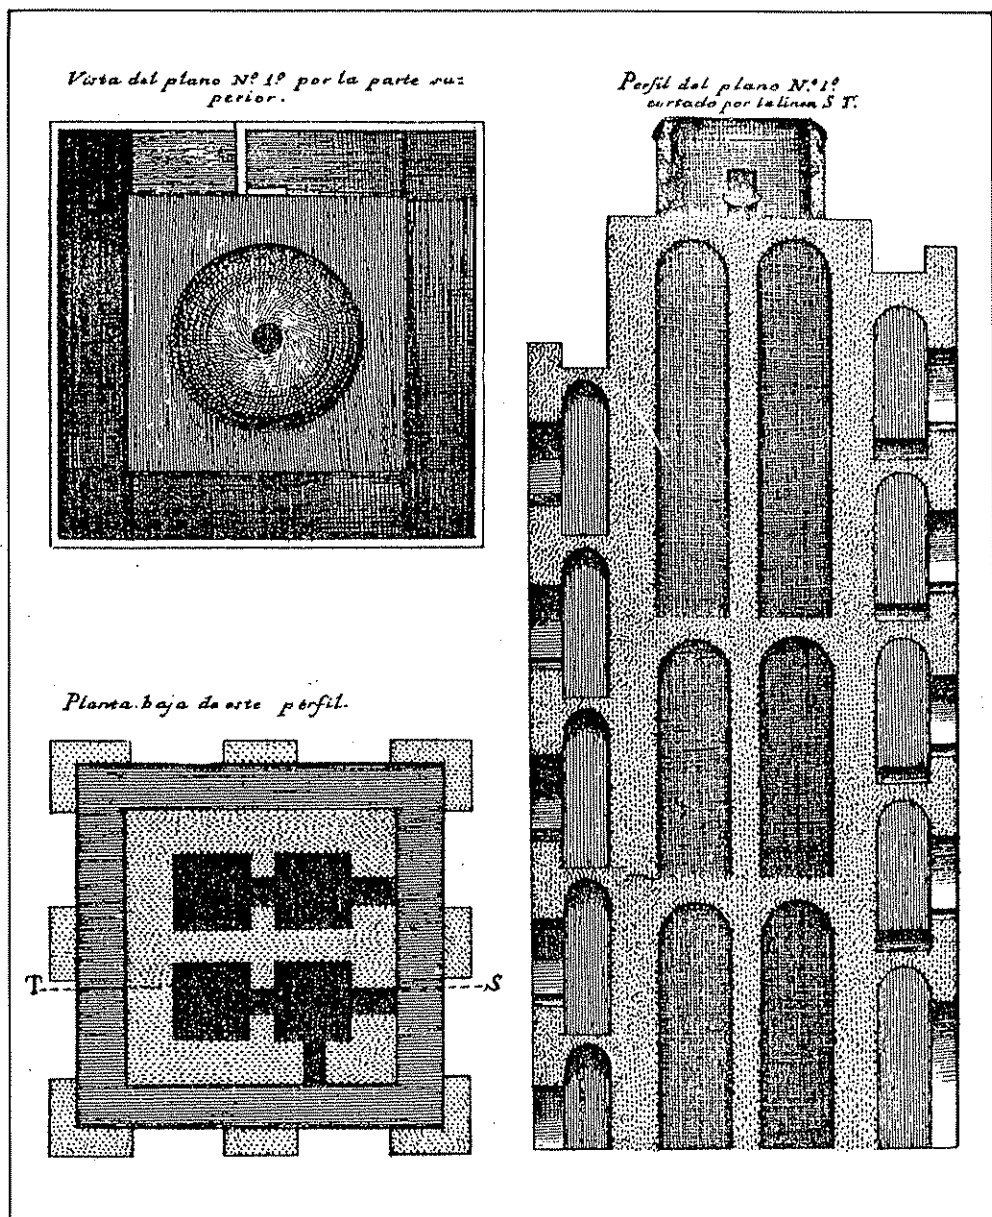 Vista del plano Nº 1º por la parte su=
perior.
Perfil del plano Nº 1º
cortado por la linea S T.
Planta baja de este perfil.
T
S